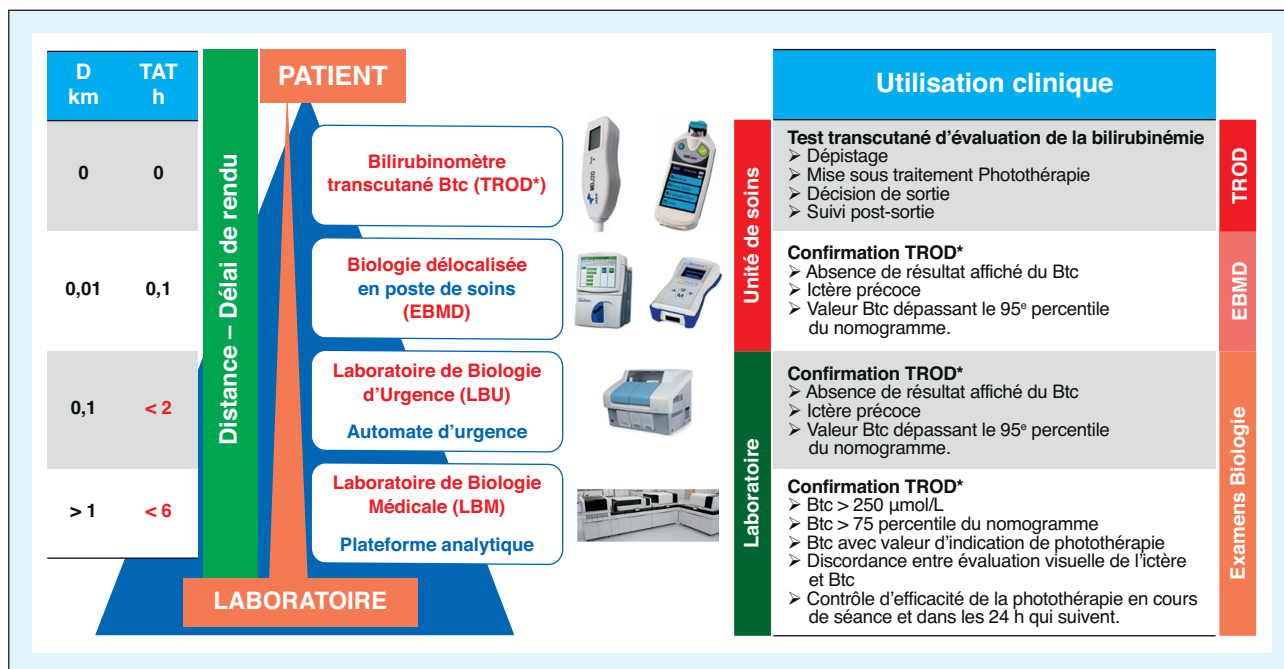 D
km
TAT
h
0
0
0,01
0,1
0,1
< 2
> 1
< 6
Distance – Délai de rendu
PATIENT
Bilirubinomètre
transcutané Btc (TROD*)
Biologie délocalisée
en poste de soins
(EBMD)
Laboratoire de Biologie
d’Urgence (LBU)
Automate d’urgence
Laboratoire de Biologie
Médicale (LBM)
Plateforme analytique
LABORATOIRE
Utilisation clinique
Unité de soins
Laboratoire
Test transcutané d’évaluation de la bilirubinémie
➢ Dépistage
➢ Mise sous traitement Photothérapie
➢ Décision de sortie
➢ Suivi post-sortie
TROD
Confirmation TROD*
➢ Absence de résultat affiché du Btc
➢ Ictère précoce
➢ Valeur Btc dépassant le 95e percentile
du nomogramme.
EBMD
Confirmation TROD*
➢ Absence de résultat affiché du Btc
➢ Ictère précoce
➢ Valeur Btc dépassant le 95e percentile
du nomogramme.
Confirmation TROD*
➢ Btc > 250 µmol/L
➢ Btc > 75 percentile du nomogramme
➢ Btc avec valeur d’indication de photothérapie
➢ Discordance entre évaluation visuelle de l’ictère
et Btc
➢ Contrôle d’efficacité de la photothérapie en cours
de séance et dans les 24 h qui suivent.
Examens Biologie